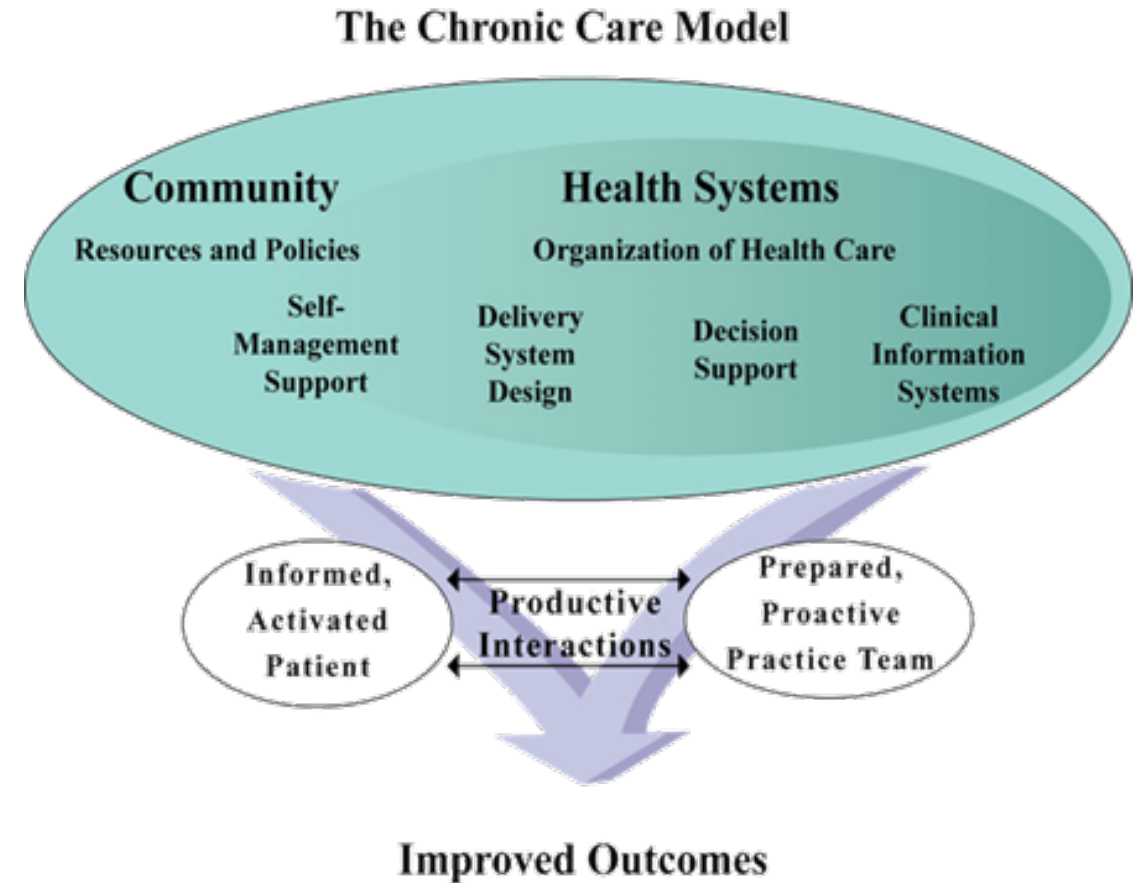 The Chronic Care Model
Community
Health Systems
Resources and Policies
Organization of Health Care
Self-
Management
Support
Delivery
System
Design
Decision
Support
Clinical
Information
Systems
Informed,
Activated
Patient
Productive
Interactions
Prepared,
Proactive
Practice Team
Improved Outcomes